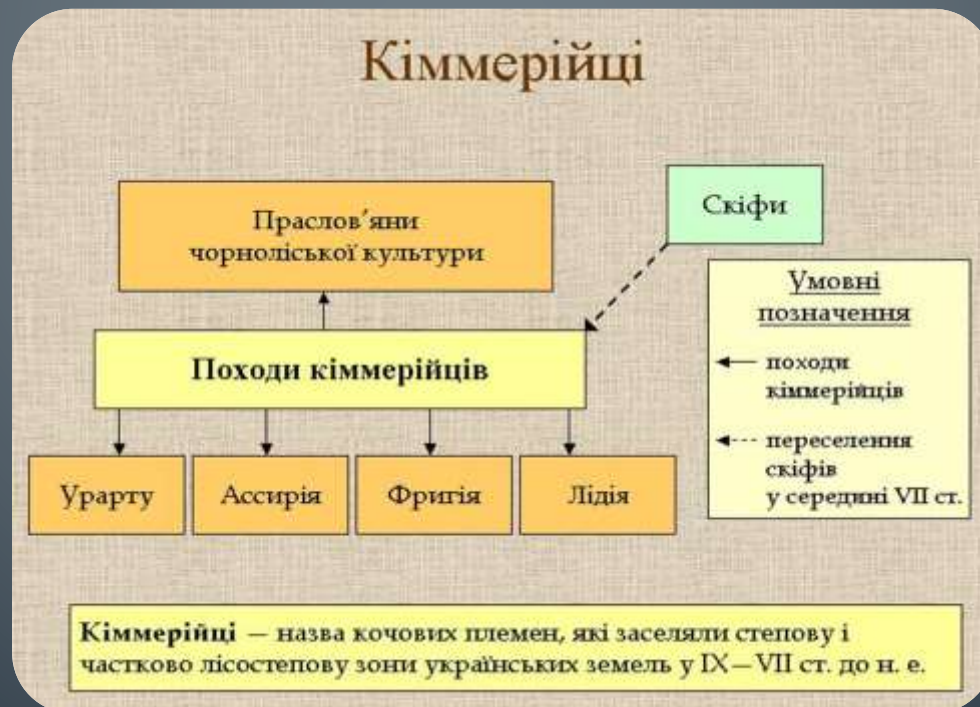 Кіммерійці
Праслов’яни
чорноліської культури
Скіфи
Походи кіммерійців
Урарту
Ассирія
Фригія
Лідія
Умовні
позначення
походи
кіммерійців
переселення
скіфів
у середині VII ст.
Кіммерійці — назва кочових племен, які заселяли степову і
частково лісостепову зони українських земель у IX—VII ст. до н. е.